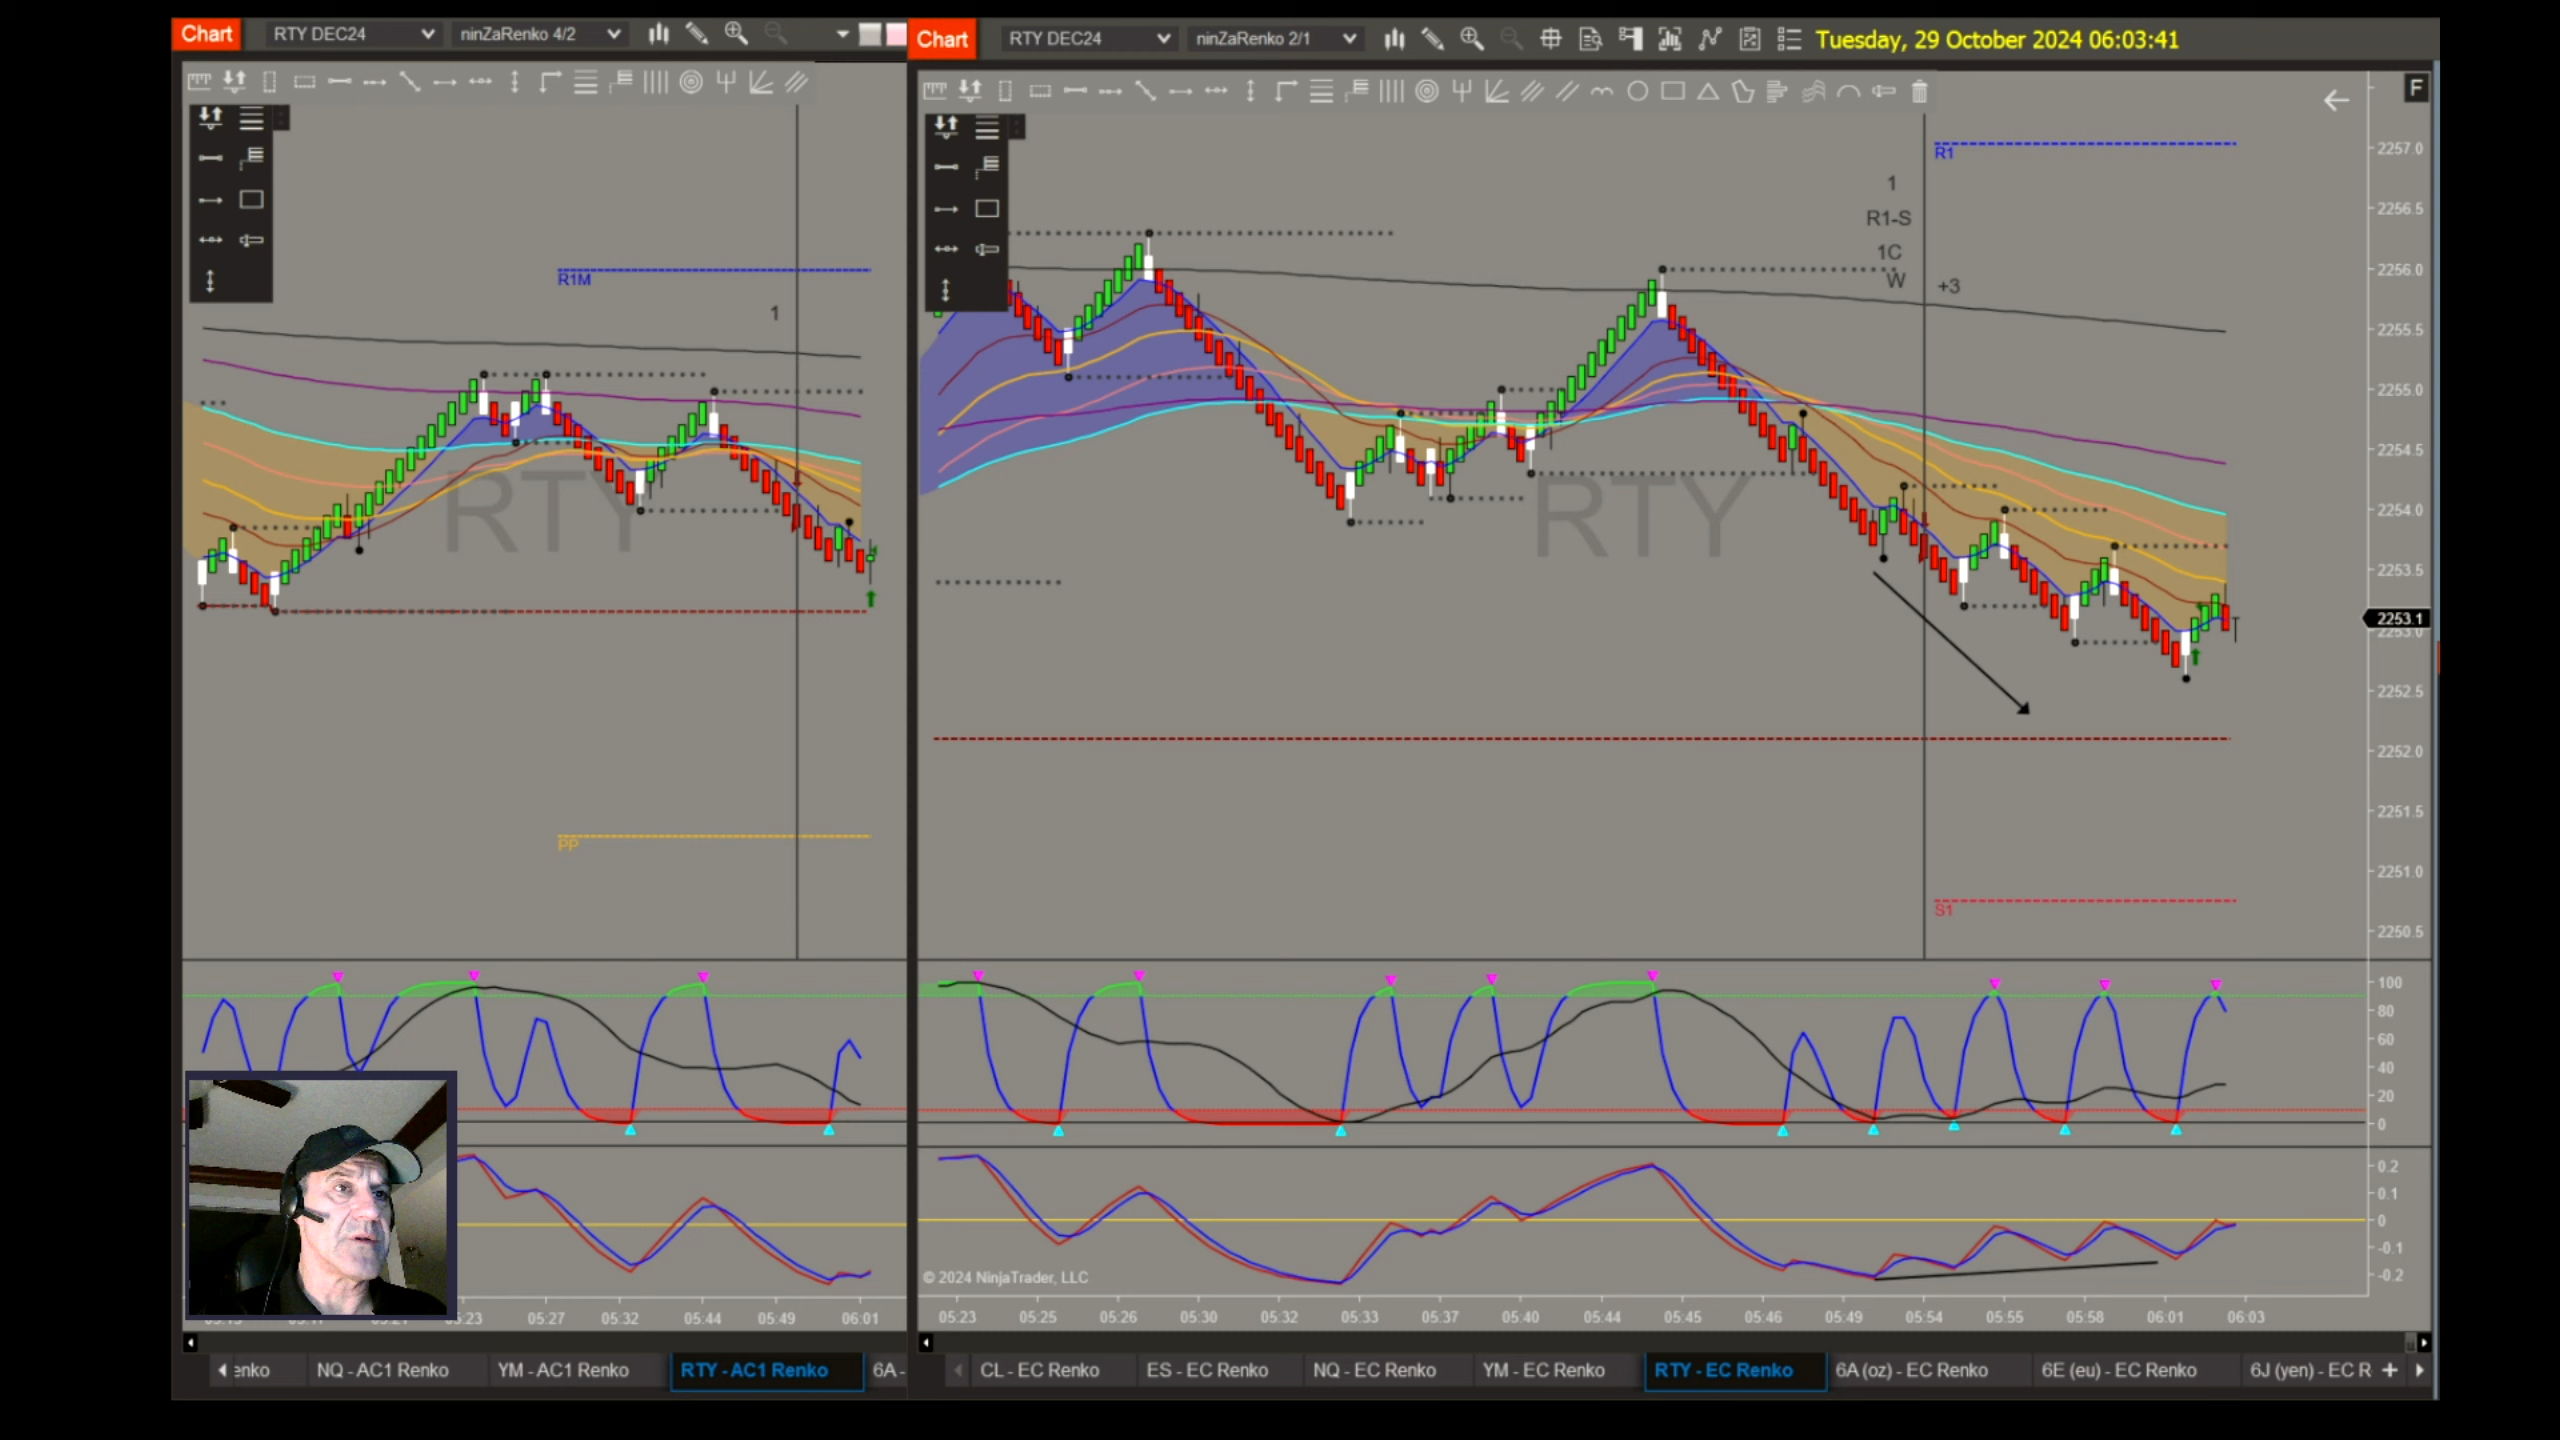 Chart RTY DEC24 ninZaRenko 4/2
Chart RTY DEC24 ninZaRenko 2/1 Tuesday, 29 October 2024 06:03:41
F
R1M
1
RTY
PP
R1
1
R1-S
1C
W
+3
RTY
S1
2257.0
2256.5
2256.0
2255.5
2255.0
2254.5
2254.0
2253.5
2253.1
2253.0
2252.5
2252.0
2251.5
2251.0
2250.5
100
80
60
40
20
0
0.2
0.1
0
-0.1
-0.2
© 2024 NinjaTrader, LLC
5:23 05:27 05:32 05:44 05:49 06:01
05:23 05:25 05:26 05:30 05:32 05:33 05:37 05:40 05:44 05:45 05:46 05:49 05:54 05:55 05:58 06:01 06:03
enko NQ - AC1 Renko YM - AC1 Renko RTY - AC1 Renko 6A -
CL - EC Renko ES - EC Renko NQ - EC Renko YM - EC Renko RTY - EC Renko 6A (oz) - EC Renko 6E (eu) - EC Renko 6J (yen) - EC R